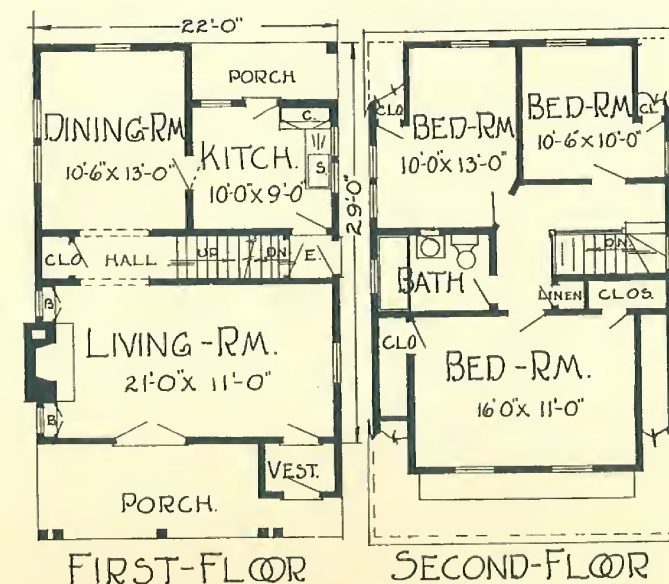 22'-0"
PORCH
DINING-RM
10'-6" X 13'-0"
C.
KITCH.
10'-0" X 9'-0"
S.
29'-0"
CLO
HALL
UP
DN.
E.
B
LIVING-RM.
21'-0" X 11'-0"
B
VEST.
PORCH.
FIRST-FLOOR
CLO
BED-RM
10'-0" X 13'-0"
BED-RM
10'-6" X 10'-0"
CL
DN.
BATH
LINEN
CLOS.
CLO
BED-RM.
16'0" X 11'-0"
SECOND-FLOOR